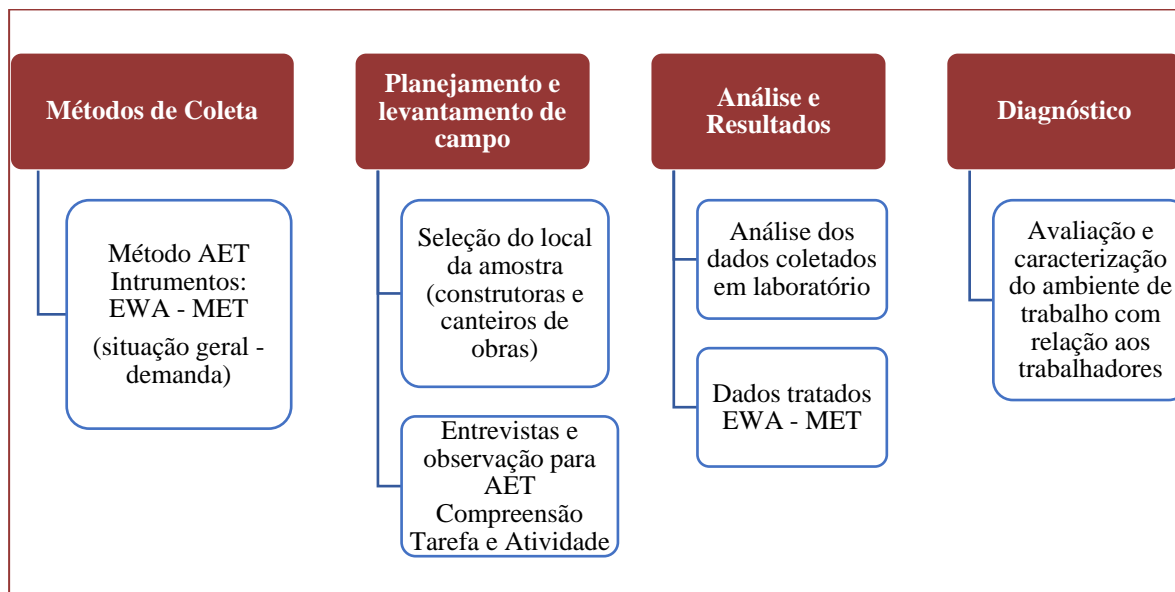 Métodos de Coleta
Método AET
Intrumentos:
EWA - MET
(situação geral -
demanda)
Planejamento e
levantamento de
campo
Seleção do local
da amostra
(construtoras e
canteiros de
obras)
Entrevistas e
observação para
AET
Compreensão
Tarefa e Atividade
Análise e
Resultados
Análise dos
dados coletados
em laboratório
Dados tratados
EWA - MET
Diagnóstico
Avaliação e
caracterização
do ambiente de
trabalho com
relação aos
trabalhadores